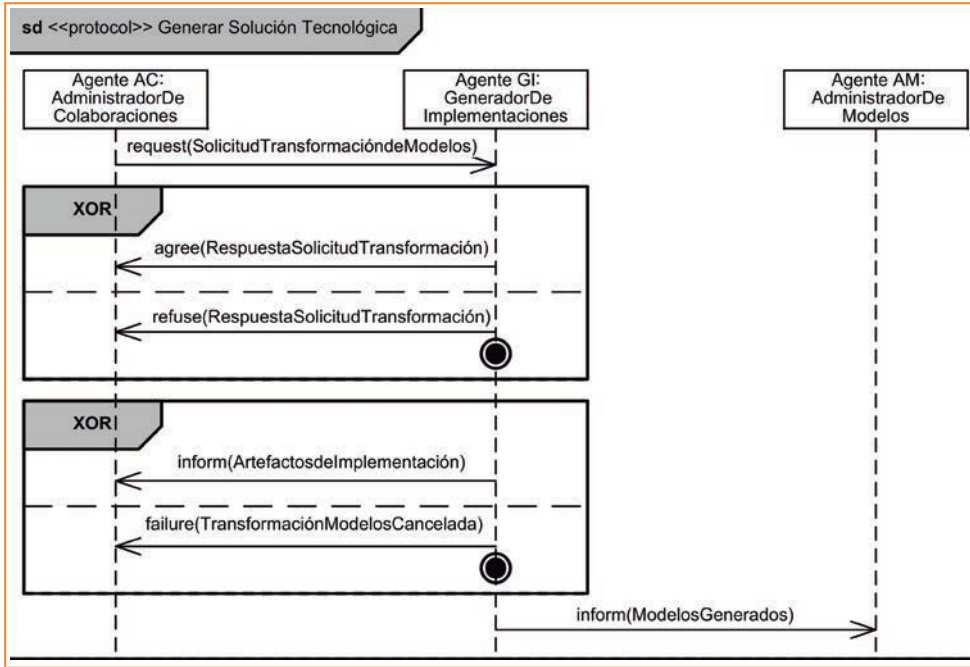 sd <<protocol>> Generar Solución Tecnológica
Agente AC:
AdministradorDe
Colaboraciones
Agente GI:
GeneradorDe
Implementaciones
Agente AM:
AdministradorDe
Modelos
request(SolicitudTransformacióndeModelos)
XOR
agree(RespuestaSolicitudTransformación)
refuse(RespuestaSolicitudTransformación)
XOR
inform(ArtefactosdeImplementación)
failure(TransformaciónModelosCancelada)
inform(ModelosGenerados)